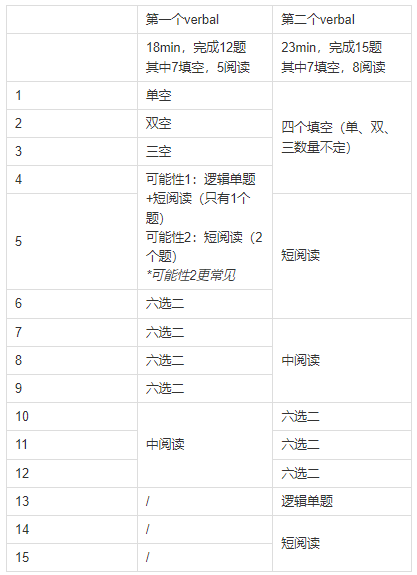 第一个verbal
第二个verbal
18min，完成12题
其中7填空，5阅读
23min，完成15题
其中7填空，8阅读
1
单空
四个填空（单、双、
三数量不定）
2
双空
3
三空
4
可能性1：逻辑单题
+短阅读（只有1个
题）
可能性2：短阅读（2
个题）
*可能性2更常见
短阅读
5
6
六选二
7
六选二
中阅读
8
六选二
9
六选二
10
中阅读
六选二
11
六选二
12
六选二
13
/
逻辑单题
14
/
短阅读
15
/